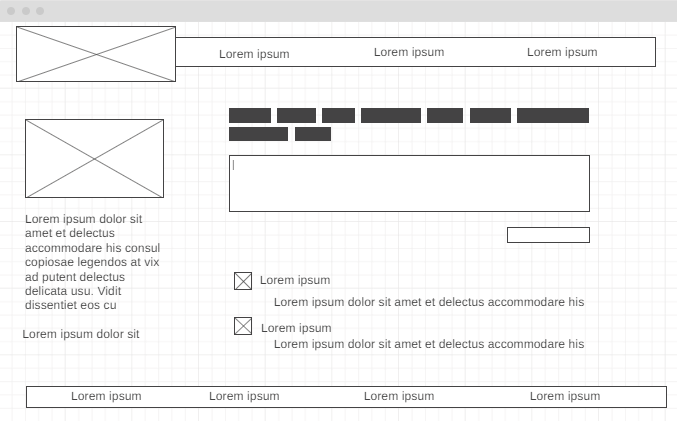 Lorem ipsum
Lorem ipsum
Lorem ipsum
Lorem ipsum dolor sit
amet et delectus
accommodare his consul
copiosae legendos at vix
ad putent delectus
delicata usu. Vidit
dissentiet eos cu
Lorem ipsum dolor sit
Lorem ipsum
Lorem ipsum dolor sit amet et delectus accommodare his
Lorem ipsum
Lorem ipsum dolor sit amet et delectus accommodare his
Lorem ipsum
Lorem ipsum
Lorem ipsum
Lorem ipsum